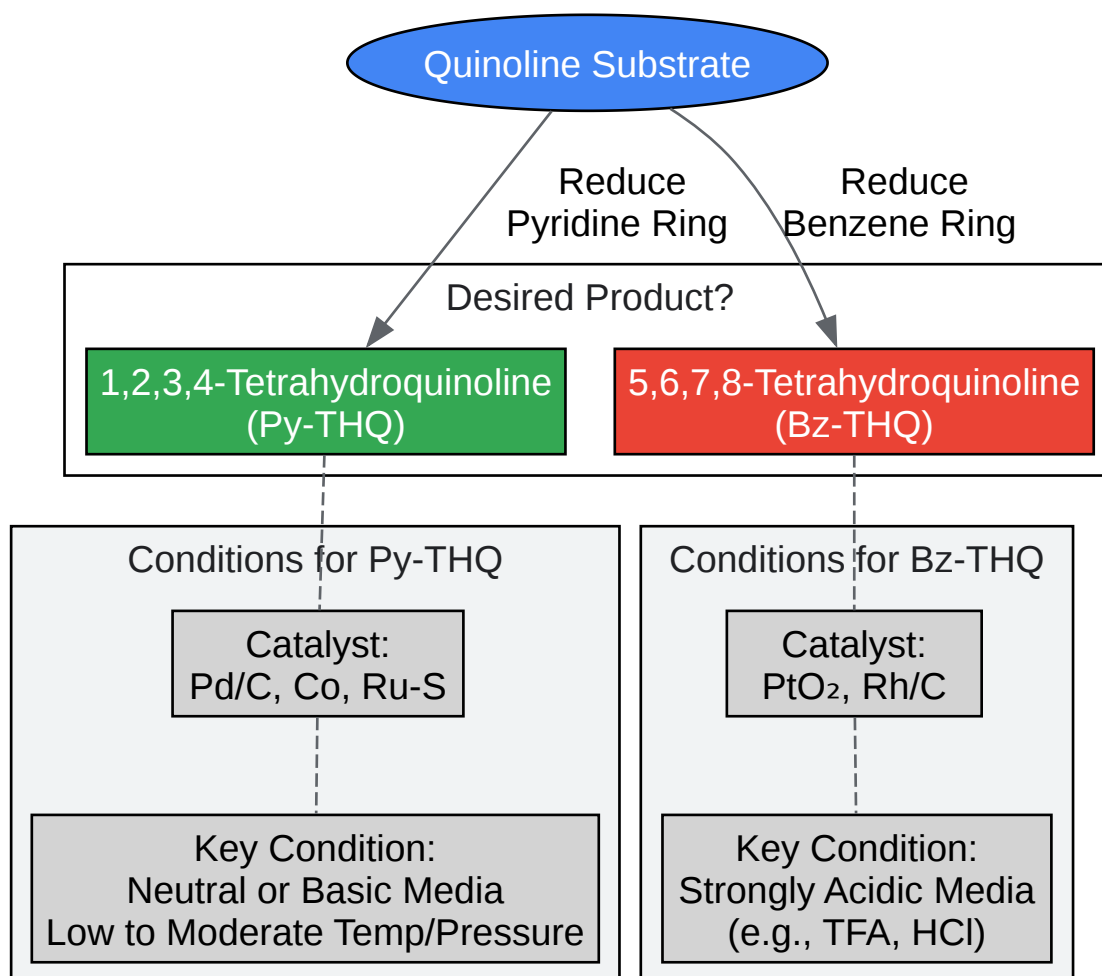 Quinoline Substrate
Reduce
Pyridine Ring
Reduce
Benzene Ring
Desired Product?
1,2,3,4-Tetrahydroquinoline
(Py-THQ)
5,6,7,8-Tetrahydroquinoline
(Bz-THQ)
Conditions for Py-THQ
Catalyst:
Pd/C, Co, Ru-S
Key Condition:
Neutral or Basic Media
Low to Moderate Temp/Pressure
Conditions for Bz-THQ
Catalyst:
PtO₂, Rh/C
Key Condition:
Strongly Acidic Media
(e.g., TFA, HCl)